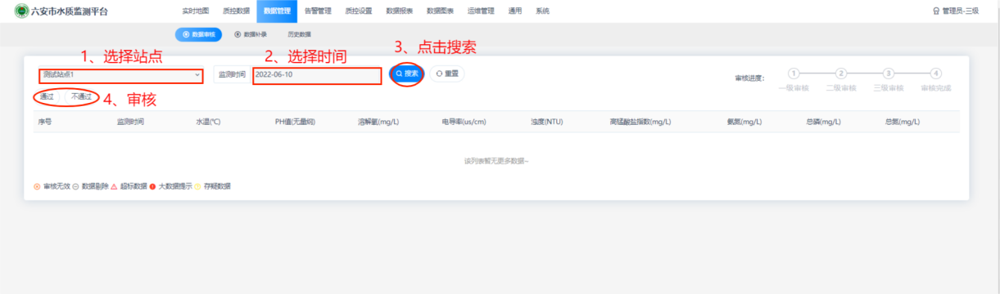 六安市水质监测平台 实时地图 质控数据 数据管理 告警管理 质控设置 数据报表 数据图表 运维管理 通用 系统 管理员-三级
数据审核 数据补录 历史数据
1、选择站点 2、选择时间 3、点击搜索
测试站点1 监测时间 2022-06-10 搜索 重置 审核进度: 1 2 3 4
一级审核 二级审核 三级审核 审核完成
通过 不通过 4、审核
序号 监测时间 水温(℃) PH值(无量纲) 溶解氧(mg/L) 电导率(us/cm) 浊度(NTU) 高锰酸盐指数(mg/L) 氨氮(mg/L) 总磷(mg/L) 总氮(mg/L)
该列表暂无更多数据~
审核无效 数据剔除 超标数据 大数据提示 存疑数据